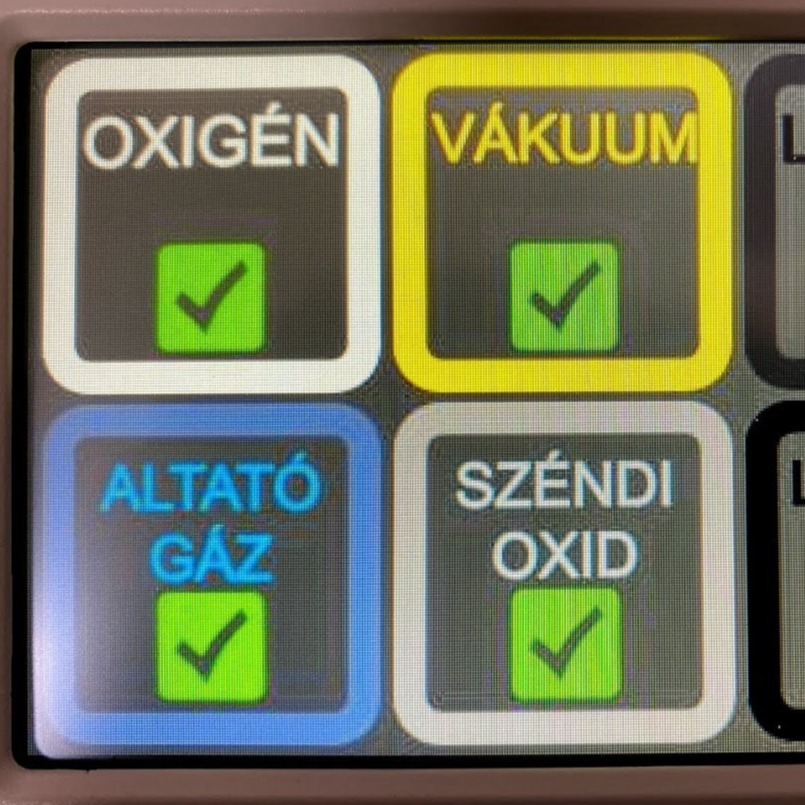 OXIGÉN
VÁKUUM
ALTATÓ
GÁZ
SZÉNDI
OXID
L
L